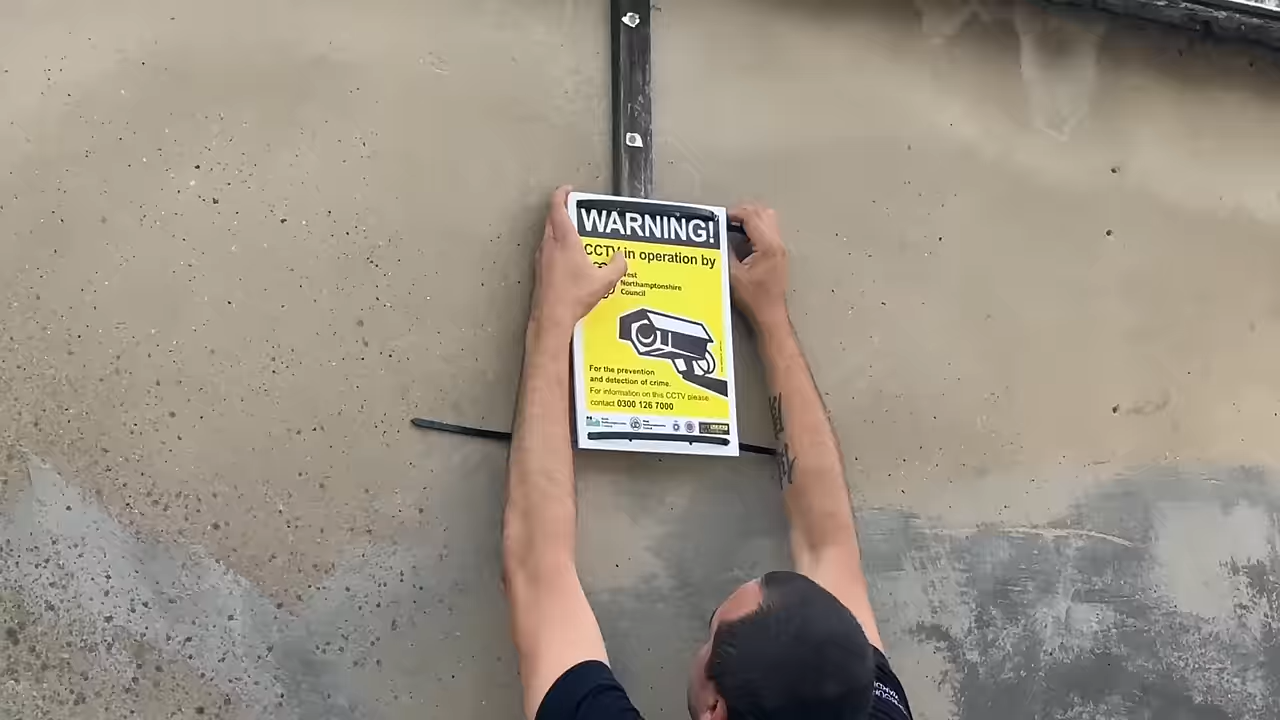 WARNING!
CCTV in operation by
West
Northamptonshire
Council
For the prevention
and detection of crime.
For information on this CCTV please
contact 0300 126 7000